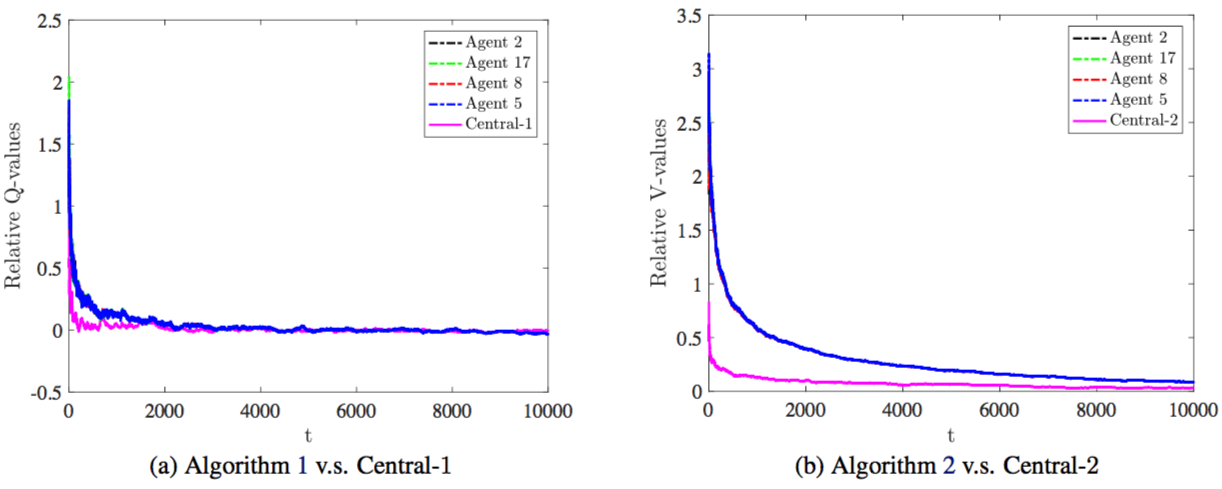 2.5
2
1.5
1
0.5
0
-0.5
Relative Q-values
0
2000
4000
6000
8000
10000
t
Agent 2
Agent 17
Agent 8
Agent 5
Central-1
(a) Algorithm 1 v.s. Central-1
3.5
3
2.5
2
1.5
1
0.5
0
Relative V-values
0
2000
4000
6000
8000
10000
t
Agent 2
Agent 17
Agent 8
Agent 5
Central-2
(b) Algorithm 2 v.s. Central-2